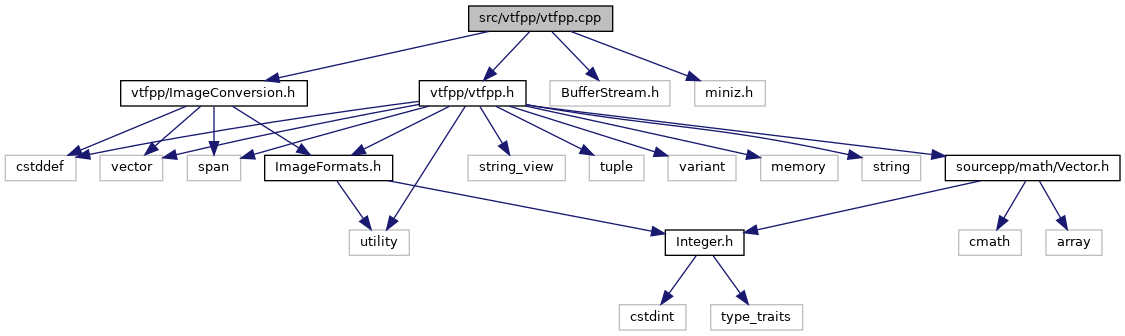 src/vtfpp/vtfpp.cpp
vtfpp/ImageConversion.h
vtfpp/vtfpp.h
BufferStream.h
miniz.h
cstddef
vector
span
ImageFormats.h
string_view
tuple
variant
memory
string
sourcepp/math/Vector.h
utility
Integer.h
cmath
array
cstdint
type_traits